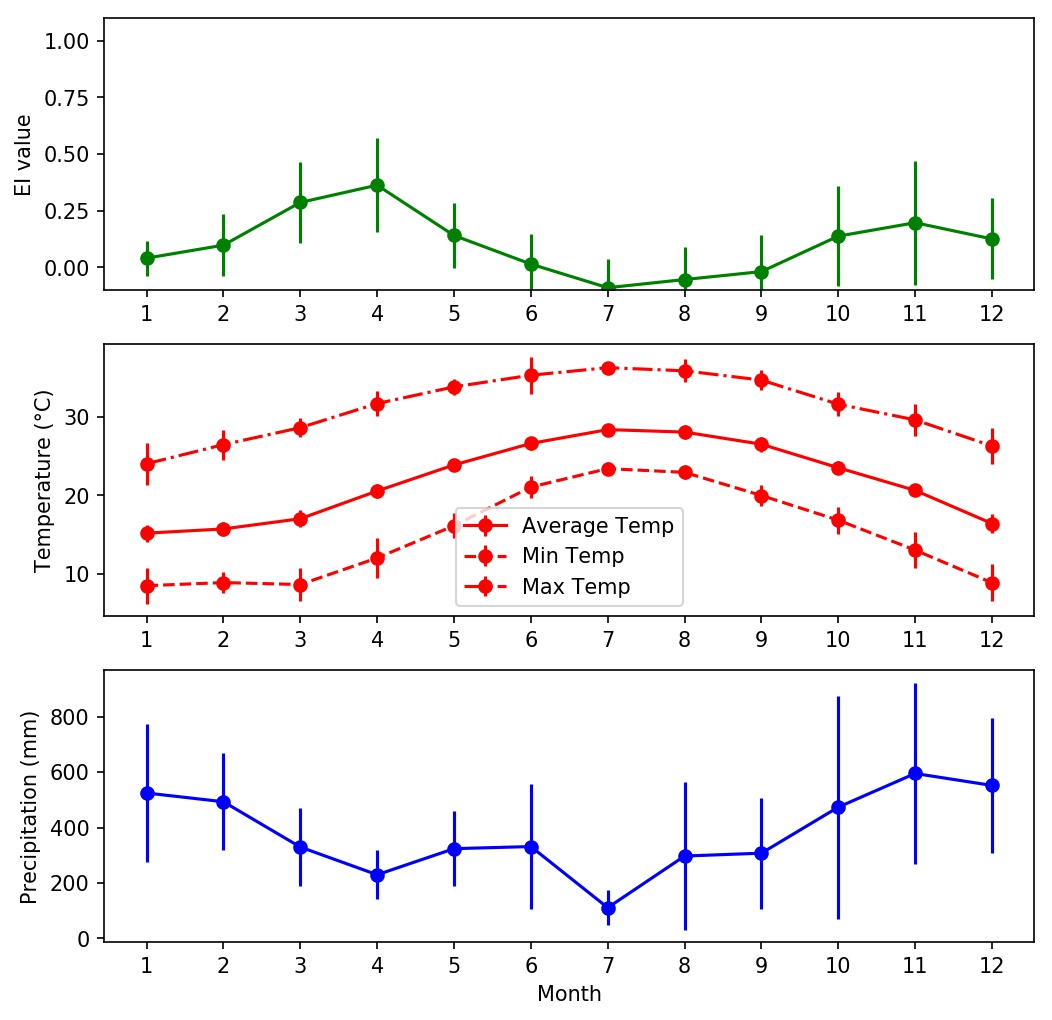 EI value
1.00
0.75
0.50
0.25
0.00
1 2 3 4 5 6 7 8 9 10 11 12
Temperature (°C)
30
20
10
Average Temp
Min Temp
Max Temp
1 2 3 4 5 6 7 8 9 10 11 12
Precipitation (mm)
800
600
400
200
0
1 2 3 4 5 6 7 8 9 10 11 12
Month